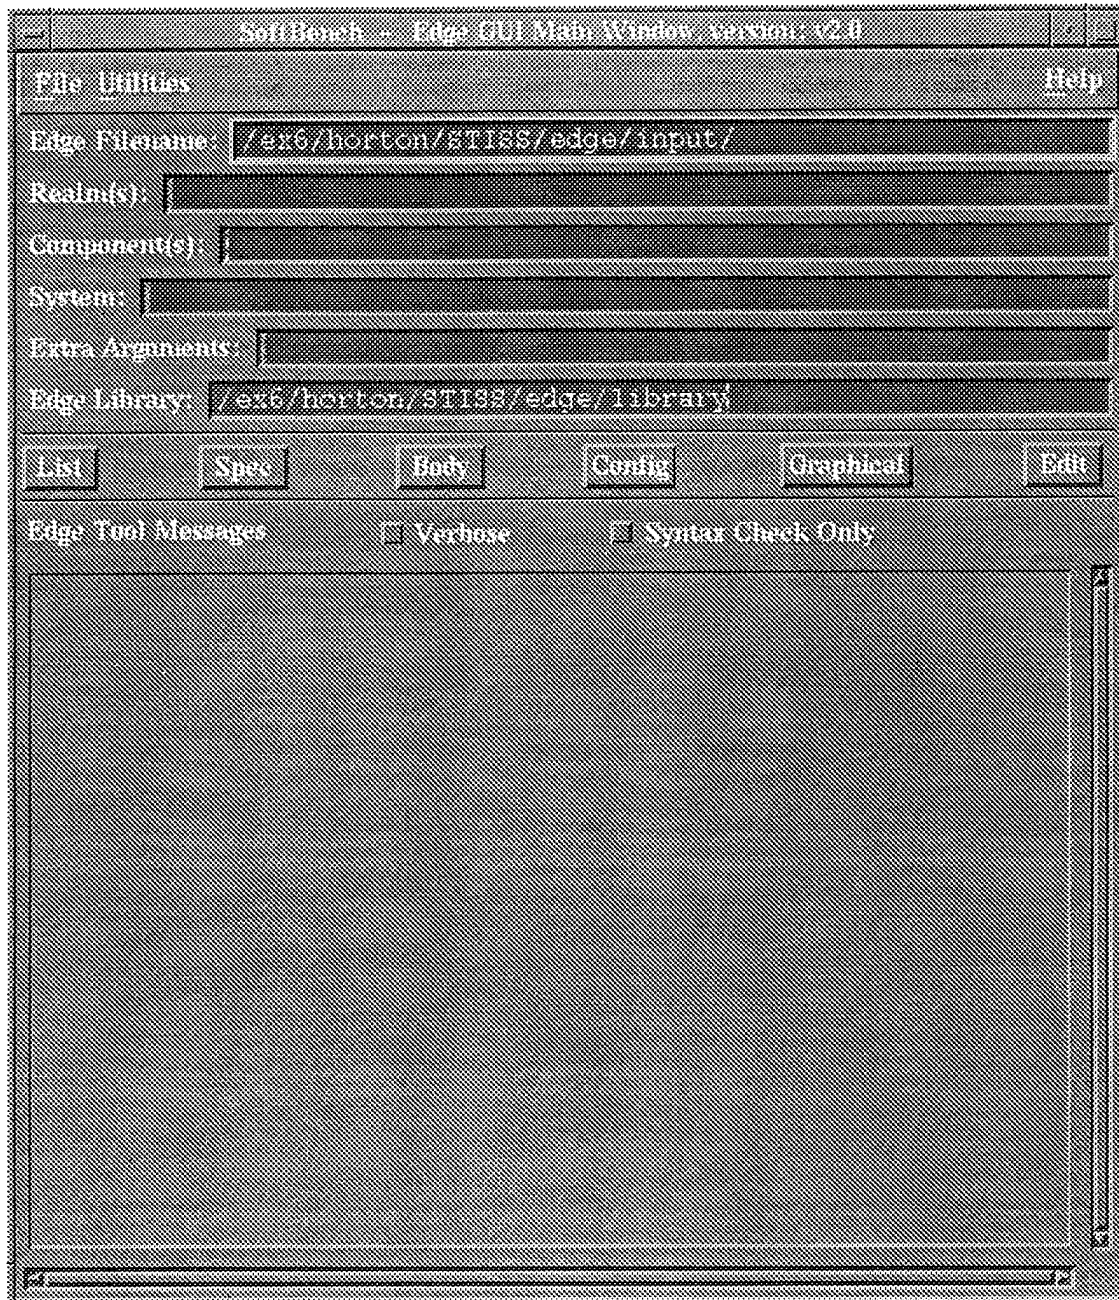 SoftBench - Edge GUI Main Window version: v2.0
File Utilities Help
Edge Filename: /ex6/horton/STISS/edge/input/
Realm(s):
Component(s):
System:
Extra Arguments:
Edge Library: /ex6/horton/STISS/edge/library
List Spec Body Config Graphical Edit
Edge Tool Messages Verbose Syntax Check Only